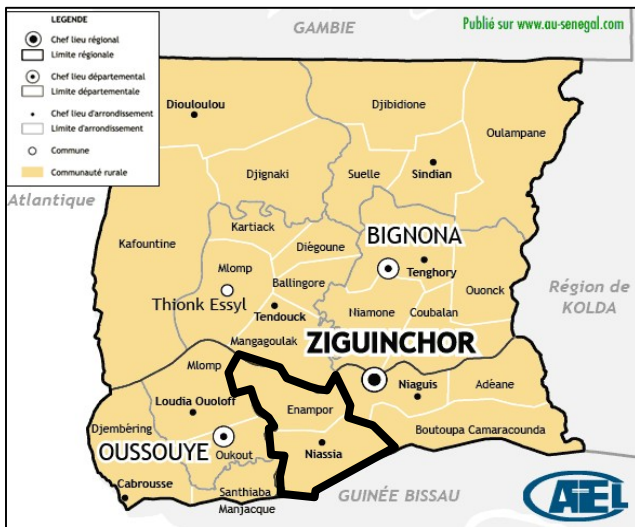 LEGENDE
Chef lieu régional
Limite régionale
Chef lieu départemental
Limite départementale
Chef lieu d'arrondissement
Limite d'arrondissement
Commune
Communauté rurale
GAMBIE
Publié sur www.au-senegal.com
Diouloulou
Djibidione
Oulampane
Djignaki
Suelle
Sindian
Atlantique
Kafountine
Kartiack
Diégoune
BIGNONA
Mlomp
Ballingore
Tenghory
Ouonck
Région de
KOLDA
Thionk Essyl
Tendouck
Niamone
Coubalan
Mangagoulak
ZIGUINCHOR
Mlomp
Niaguis
Adéane
Loudia Ouoloff
Enampor
Djembéring
Boutoupa Camaracounda
OUSSOUYE
Oukout
Niassia
Cabrousse
Santhiaba
Manjacque
GUINÉE BISSAU
AEL